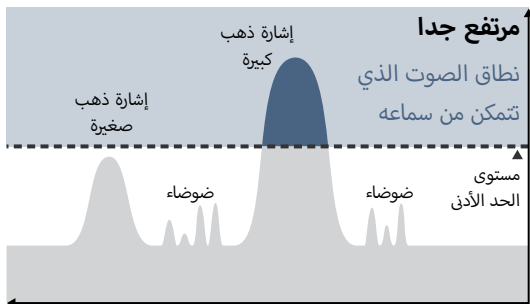 مرتفع جدا
نطاق الصوت الذي
تتمكن من سماعه
إشارة ذهب
كبيرة
إشارة ذهب
صغيرة
مستوى
الحد الأدنى
ضوضاء
ضوضاء